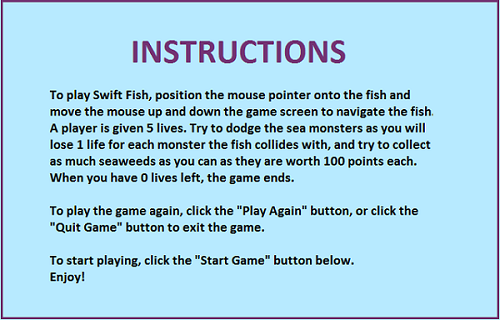 INSTRUCTIONS
To play Swift Fish, position the mouse pointer onto the fish and
move the mouse up and down the game screen to navigate the fish.
A player is given 5 lives. Try to dodge the sea monsters as you will
lose 1 life for each monster the fish collides with, and try to collect
as much seaweeds as you can as they are worth 100 points each.
When you have 0 lives left, the game ends.
To play the game again, click the "Play Again" button, or click the
"Quit Game" button to exit the game.
To start playing, click the "Start Game" button below.
Enjoy!